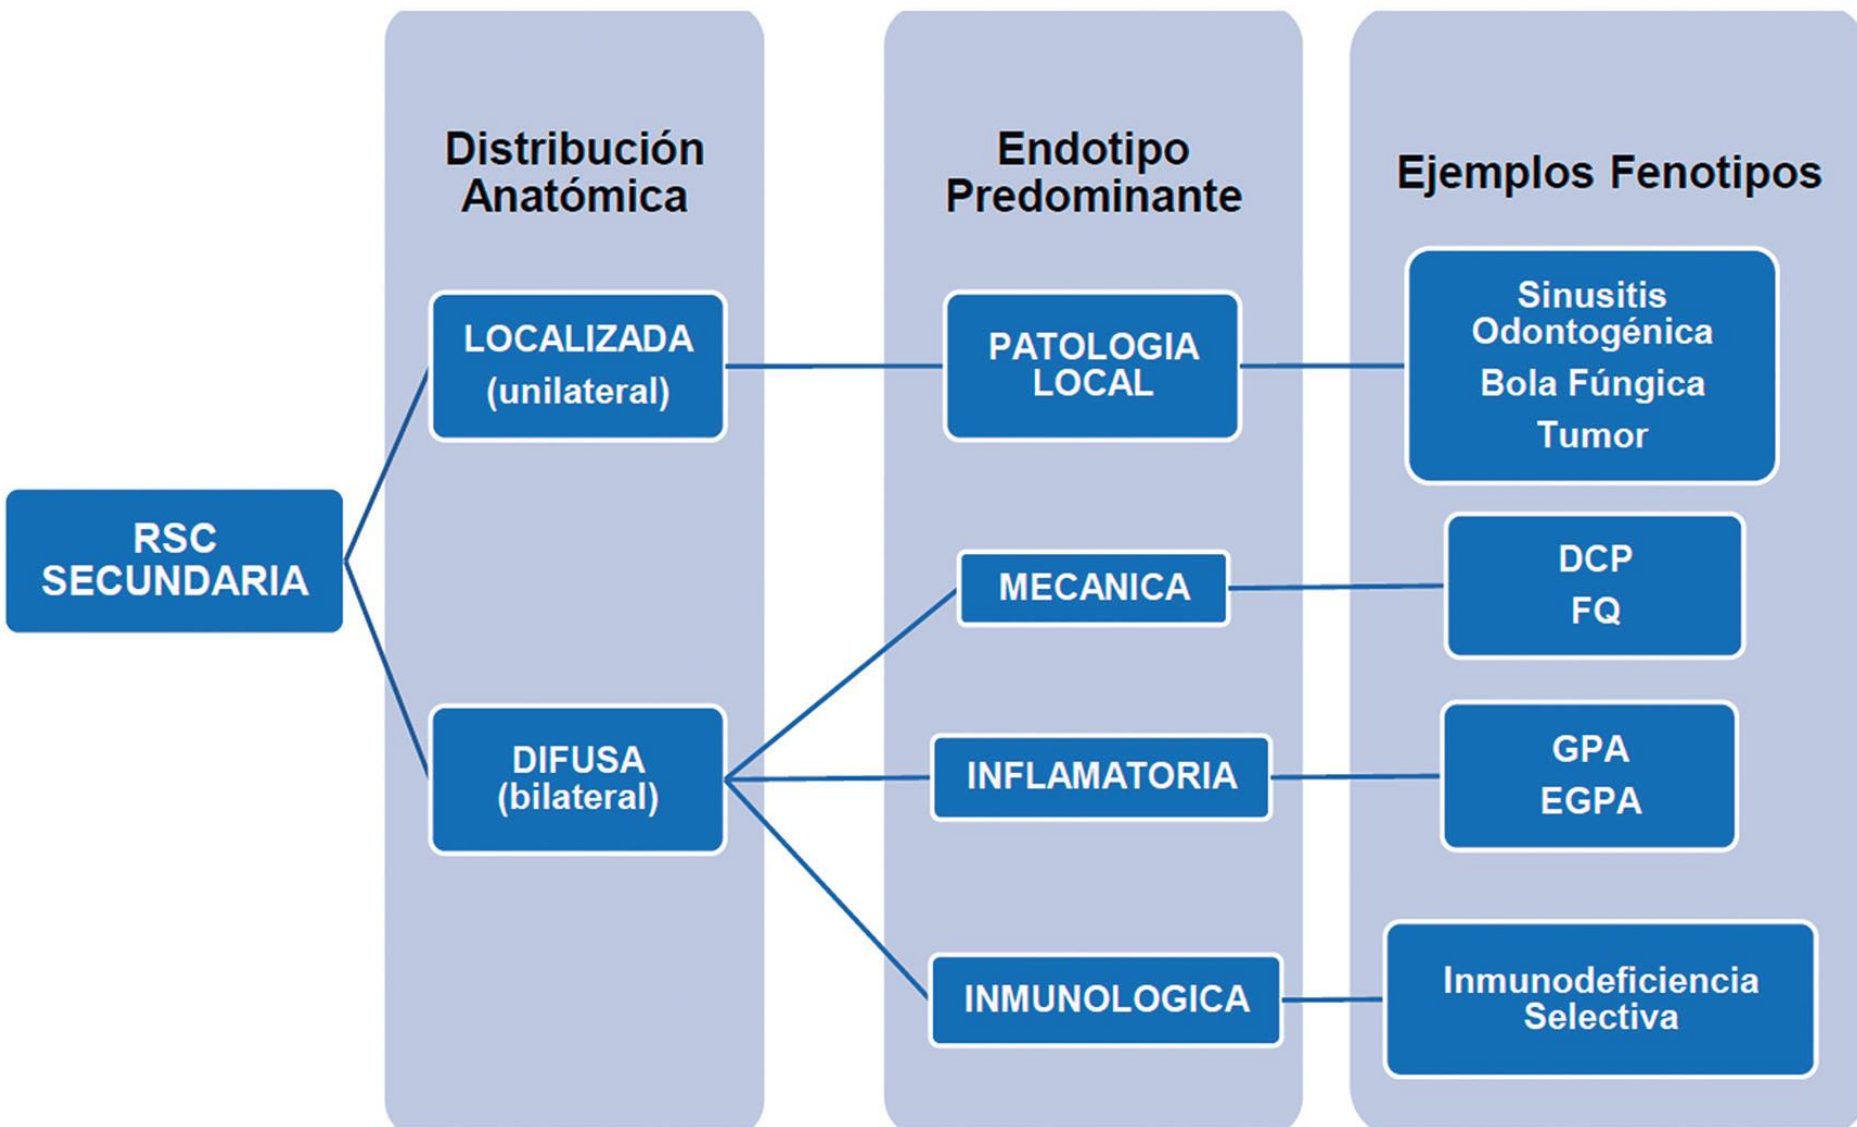 Distribución
Anatómica
Endotipo
Predominante
Ejemplos Fenotipos
RSC
SECUNDARIA
LOCALIZADA
(unilateral)
PATOLOGIA
LOCAL
Sinusitis
Odontogénica
Bola Fúngica
Tumor
DIFUSA
(bilateral)
MECANICA
DCP
FQ
INFLAMATORIA
GPA
EGPA
INMUNOLOGICA
Inmunodeficiencia
Selectiva